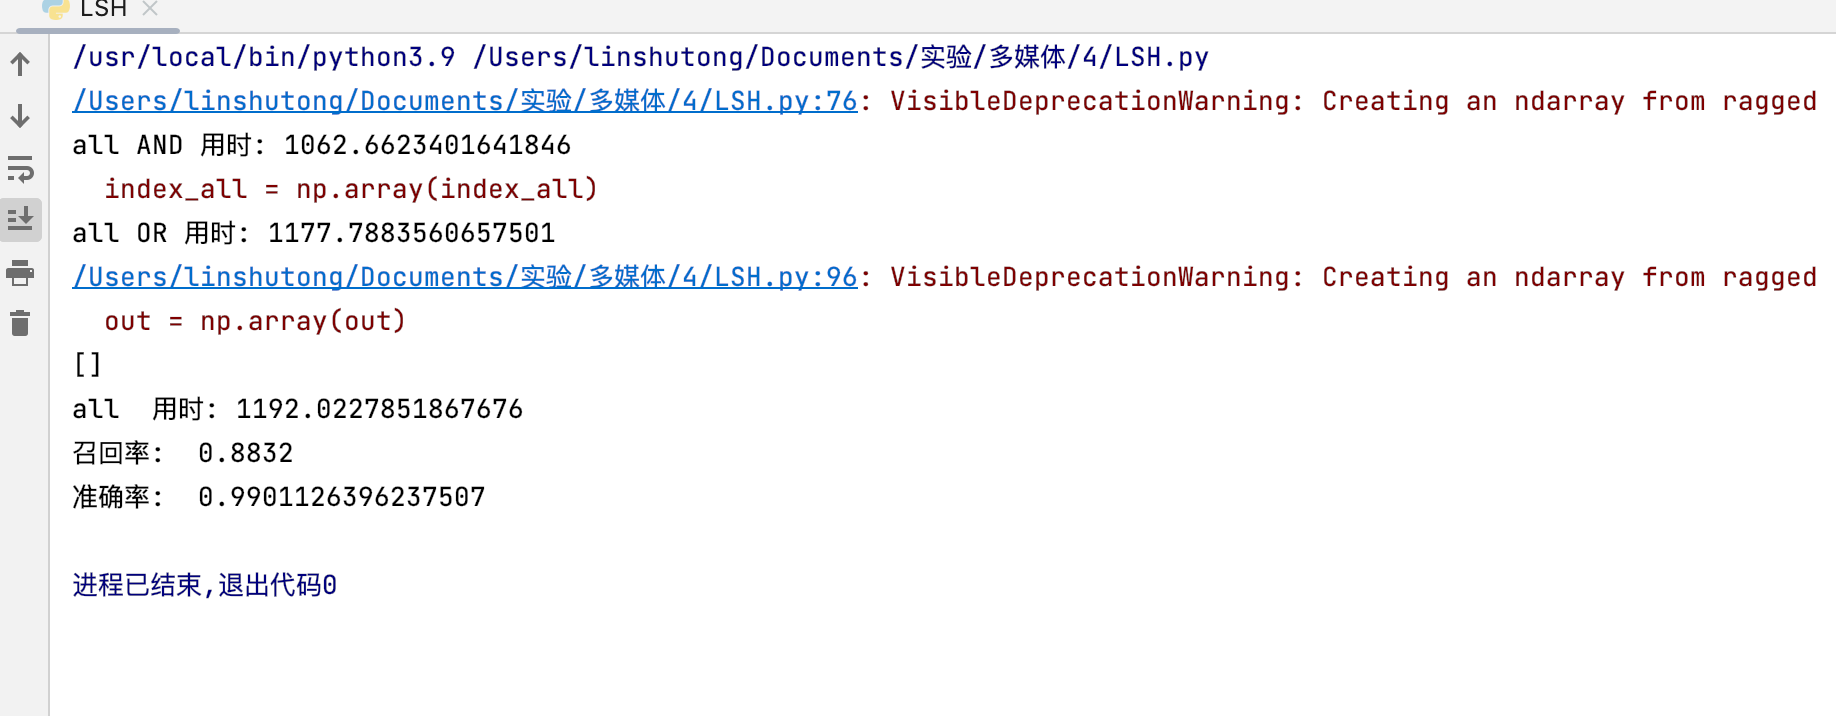 LSH
/usr/local/bin/python3.9 /Users/linshutong/Documents/实验/多媒体/4/LSH.py
/Users/linshutong/Documents/实验/多媒体/4/LSH.py:76: VisibleDeprecationWarning: Creating an ndarray from ragged
all AND 用时: 1062.6623401641846
index_all = np.array(index_all)
all OR 用时: 1177.7883560657501
/Users/linshutong/Documents/实验/多媒体/4/LSH.py:96: VisibleDeprecationWarning: Creating an ndarray from ragged
out = np.array(out)
[]
all  用时: 1192.0227851867676
召回率:  0.8832
准确率:  0.9901126396237507
进程已结束,退出代码0